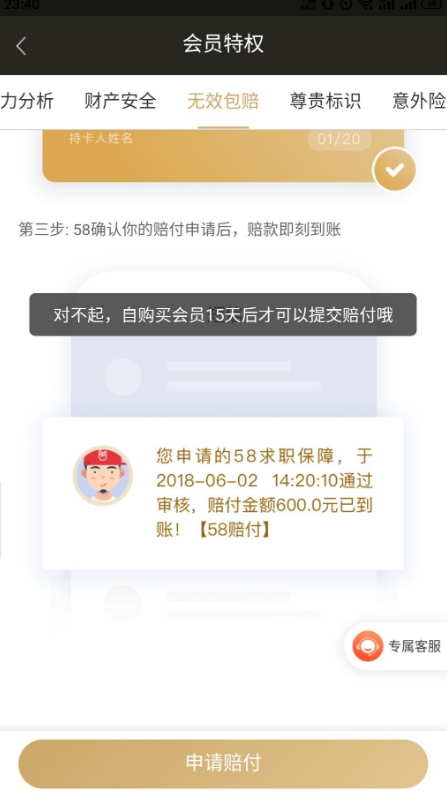 23:40
会员特权
力分析 财产安全 无效包赔 尊贵标识 意外险
持卡人姓名 01/20
第三步: 58确认你的赔付申请后，赔款即刻到账
对不起，自购买会员15天后才可以提交赔付哦
您申请的58求职保障，于
2018-06-02 14:20:10通过
审核，赔付金额600.0元已到
账！【58赔付】
专属客服
申请赔付